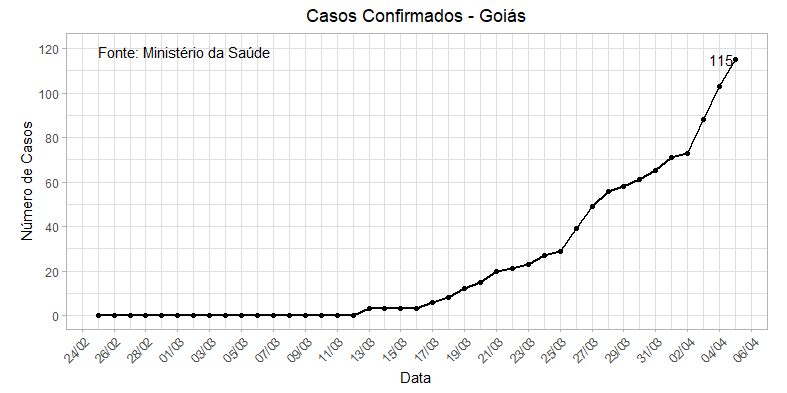 Casos Confirmados - Goiás
Fonte: Ministério da Saúde
115
120
100
80
60
40
20
0
Número de Casos
24/02 26/02 28/02 01/03 03/03 05/03 07/03 09/03 11/03 13/03 15/03 17/03 19/03 21/03 23/03 25/03 27/03 29/03 31/03 02/04 04/04 06/04
Data